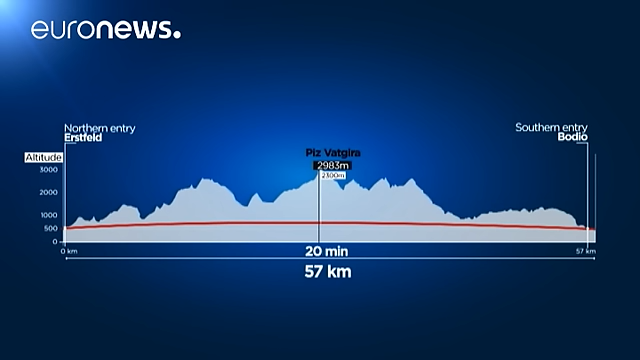 euronews.
Northern entry
Erstfeld
Southern entry
Bodio
Altitude
Piz Vatgira
2983m
2300m
3000
2000
1000
500
0
0 km
20 min
57 km
57 km